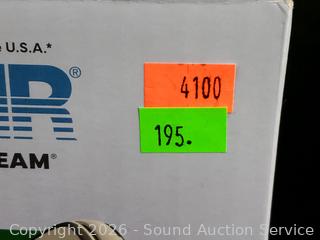 U.S.A.*
4100
R®
195.
EAM®
Copyright 2026 - Sound Auction Service